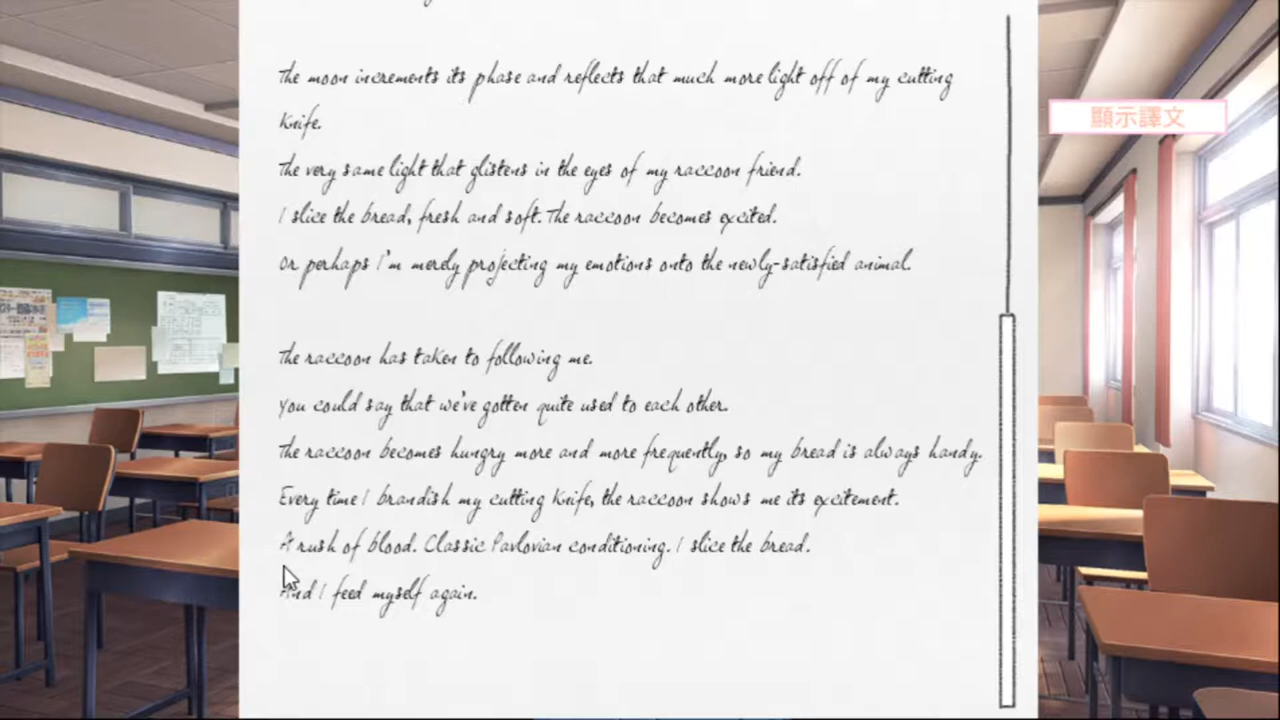 The moon increments its phase and reflects that much more light off of my cutting
knife.
The very same light that glistens in the eyes of my raccoon friend.
I slice the bread, fresh and soft. The raccoon becomes excited.
Or perhaps I'm merely projecting my emotions onto the newly-satisfied animal.
The raccoon has taken to following me.
You could say that we've gotten quite used to each other.
The raccoon becomes hungry more and more frequently, so my bread is always handy.
Every time I brandish my cutting knife, the raccoon shows me its excitement.
A rush of blood. Classic Pavlovian conditioning. I slice the bread.
And I feed myself again.
顯示譯文